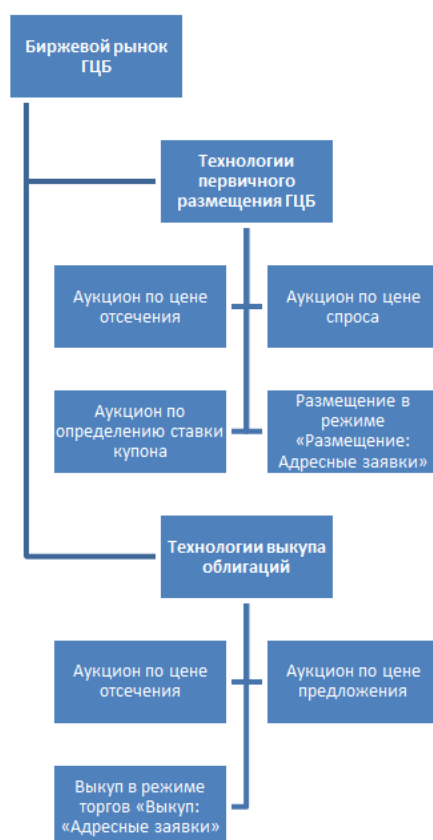 Биржевой рынок
ГЦБ
Технологии
первичного
размещения ГЦБ
Аукцион по цене
отсечения
Аукцион по цене
спроса
Аукцион по
определению ставки
купона
Размещение в
режиме
«Размещение:
Адресные заявки»
Технологии выкупа
облигаций
Аукцион по цене
отсечения
Аукцион по цене
предложения
Выкуп в режиме
торгов «Выкуп:
«Адресные заявки»